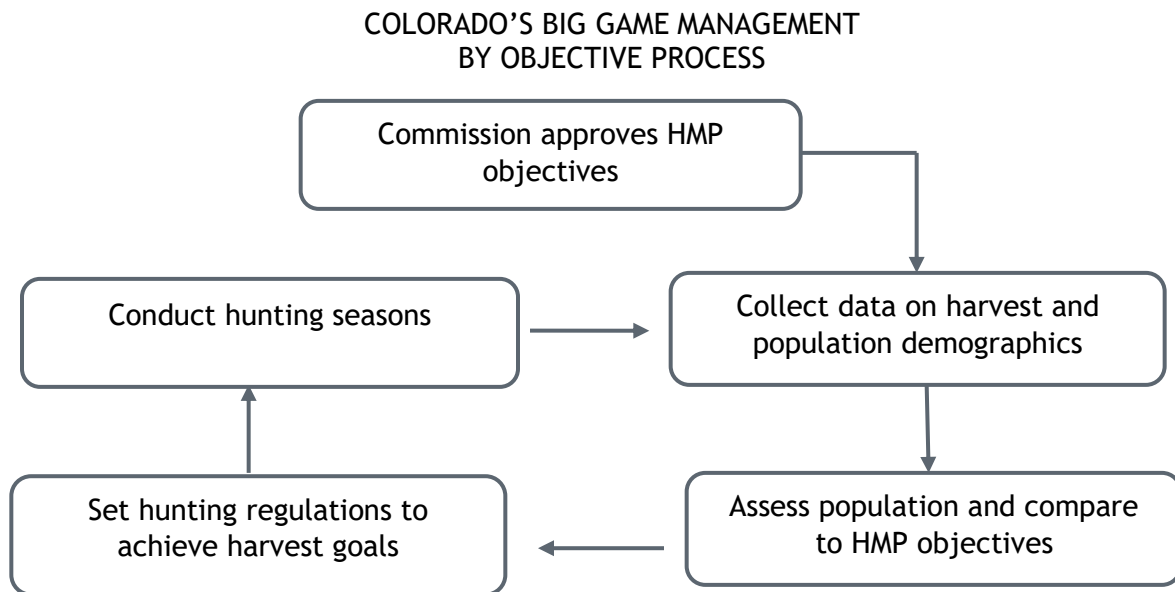 COLORADO’S BIG GAME MANAGEMENT
BY OBJECTIVE PROCESS
Commission approves HMP
objectives
Collect data on harvest and
population demographics
Assess population and compare
to HMP objectives
Set hunting regulations to
achieve harvest goals
Conduct hunting seasons